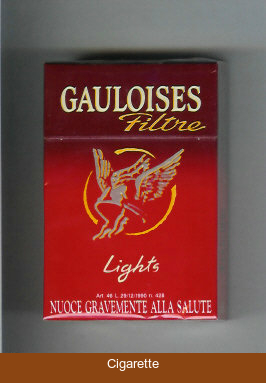 GAULOISES
Filtre
Lights
Art. 46 L. 29/12/1990 n. 428
NUOCE GRAVEMENTE ALLA SALUTE
Cigarette